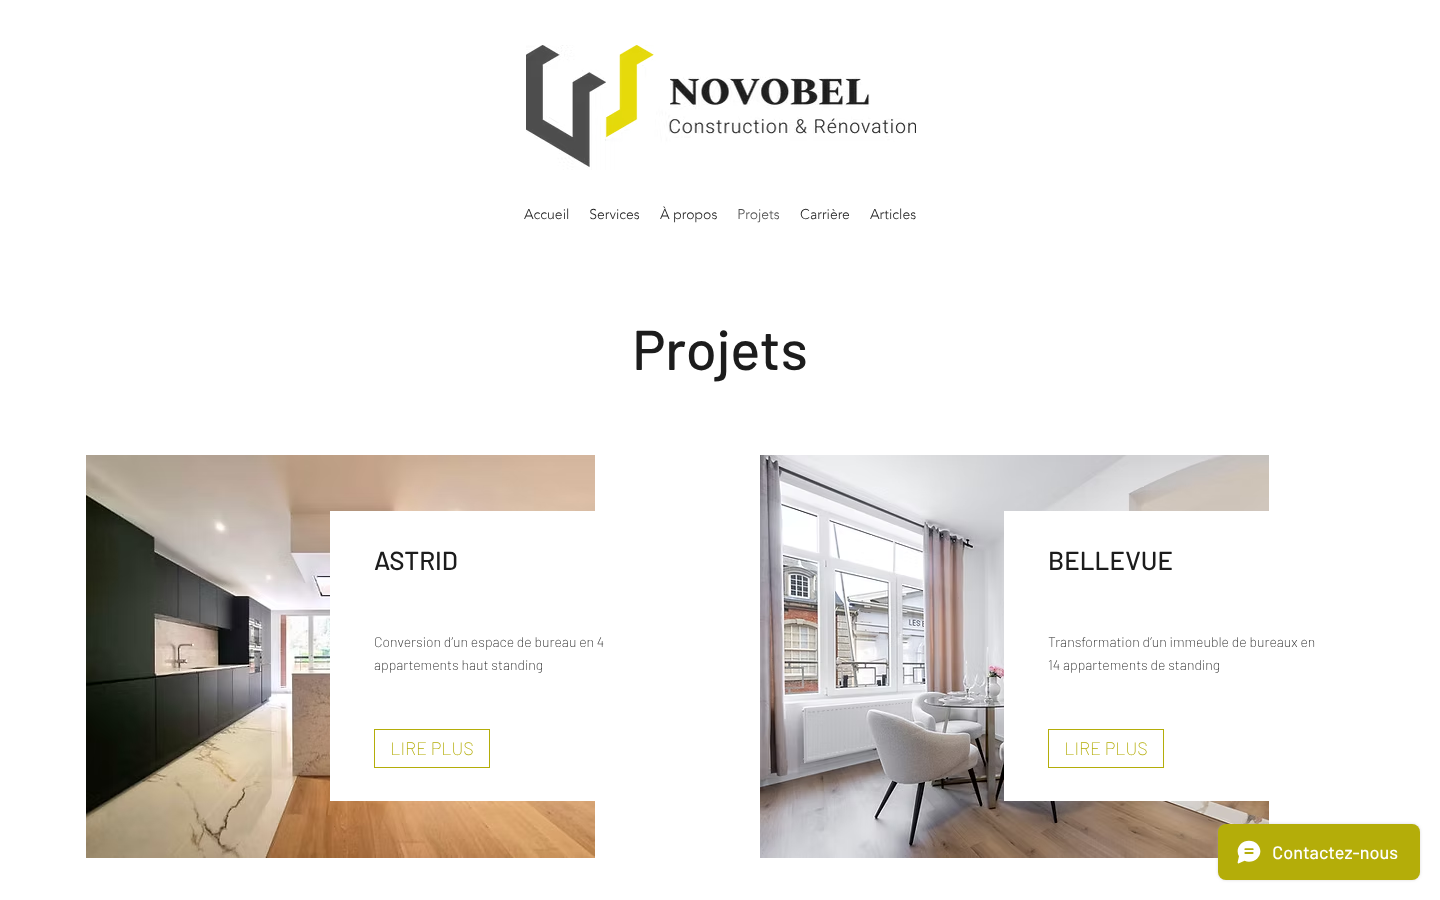 NOVOBEL
Construction & Rénovation
Accueil
Services
À propos
Projets
Carrière
Articles
Projets
ASTRID
Conversion d'un espace de bureau en 4
appartements haut standing
LIRE PLUS
BELLEVUE
Transformation d'un immeuble de bureaux en
14 appartements de standing
LIRE PLUS
Contactez-nous